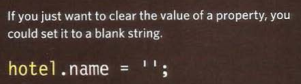 If you just want to clear the value of a property, you
could set it to a blank string.
hotel.name = '';